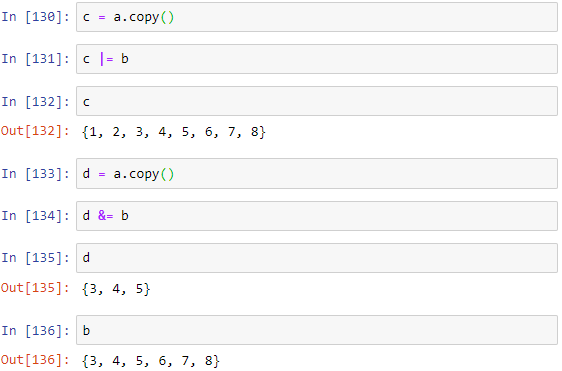 In [130]: c = a.copy()
In [131]: c |= b
In [132]: c
Out[132]: {1, 2, 3, 4, 5, 6, 7, 8}
In [133]: d = a.copy()
In [134]: d &= b
In [135]: d
Out[135]: {3, 4, 5}
In [136]: b
Out[136]: {3, 4, 5, 6, 7, 8}